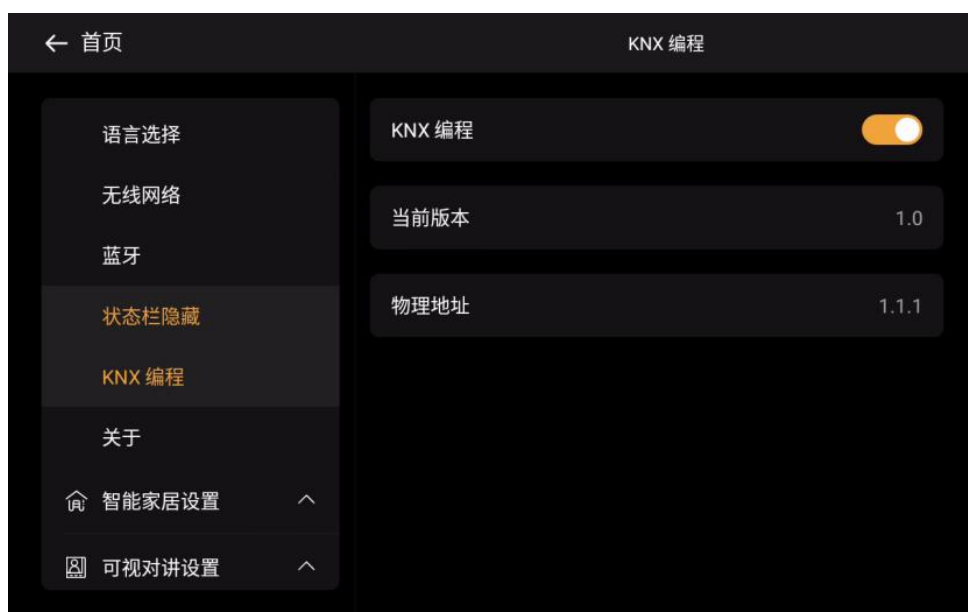 首页
KNX 编程
语言选择
无线网络
蓝牙
状态栏隐藏
KNX 编程
关于
智能家居设置
可视对讲设置
KNX 编程
当前版本 1.0
物理地址 1.1.1